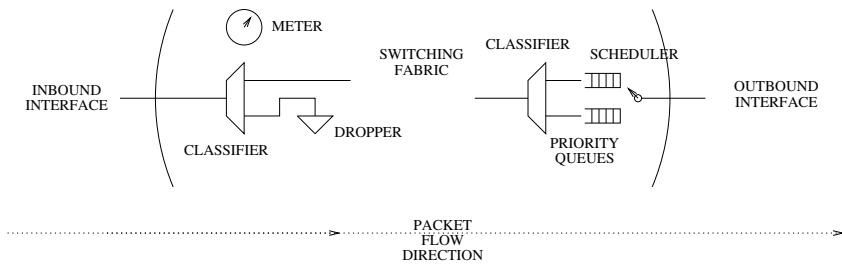 METER
CLASSIFIER
SWITCHING
FABRIC
SCHEDULER
INBOUND
INTERFACE
OUTBOUND
INTERFACE
DROPPER
CLASSIFIER
PRIORITY
QUEUES
PACKET
FLOW
DIRECTION